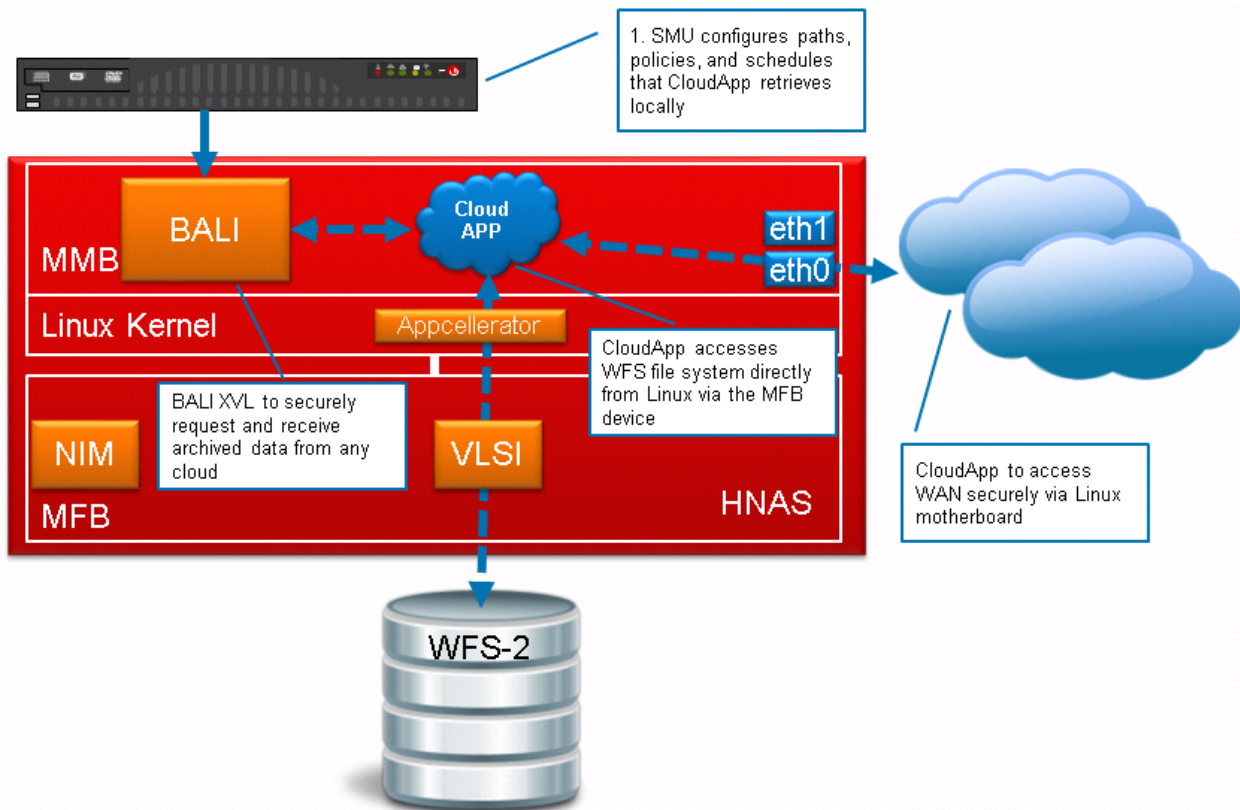 1. SMU configures paths,
policies, and schedules
that CloudApp retrieves
locally
BALI
Cloud
APP
eth1
eth0
MMB
Linux Kernel
Appcellerator
CloudApp accesses
WFS file system directly
from Linux via the MFB
device
BALI XVL to securely
request and receive
archived data from any
cloud
NIM
VLSI
MFB
HNAS
CloudApp to access
WAN securely via Linux
motherboard
WFS-2